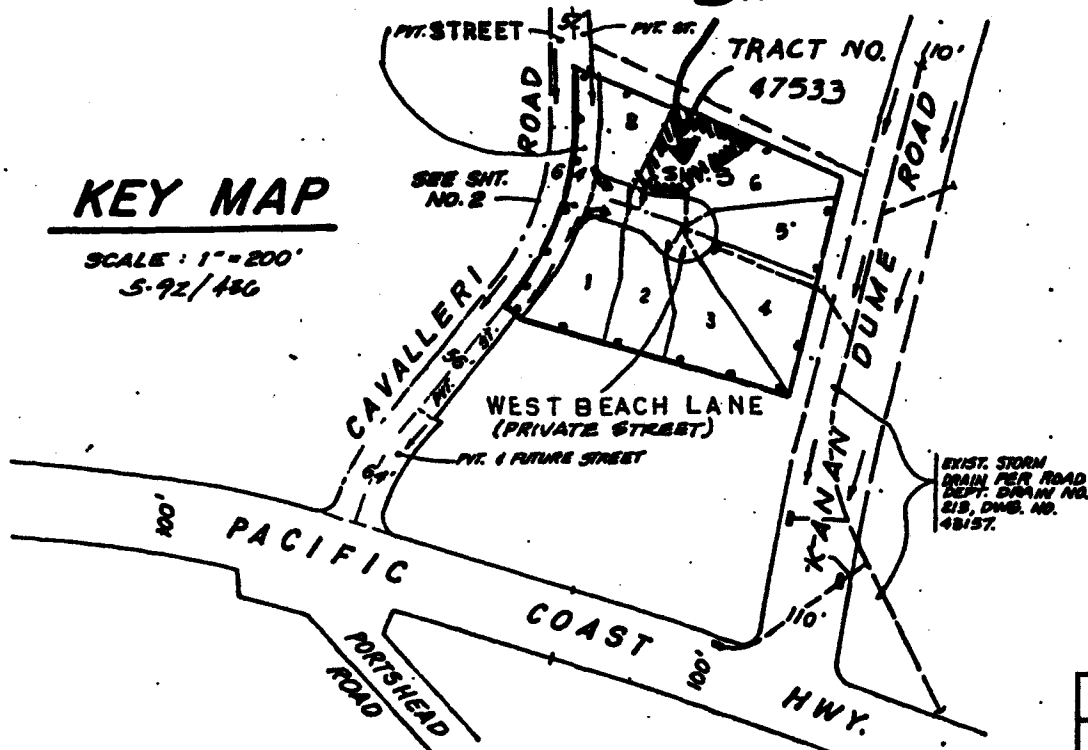 PVT. STREET
52'
PVT. ST.
TRACT NO.
47533
10'
ROAD
ROAD
KEY MAP
SCALE : 1" = 200'
5-92/436
SEE SHT.
NO. 2
64'
8
6
5
1
2
3
4
DUME
CAVALLERI
PVT. ST.
WEST BEACH LANE
(PRIVATE STREET)
PVT. & FUTURE STREET
64'
KANAN
EXIST. STORM
DRAIN PER ROAD
DEPT. DRAIN NO.
213, DWG. NO.
43157.
100'
PACIFIC
COAST
110'
100'
HWY.
PORTSHEAD
ROAD